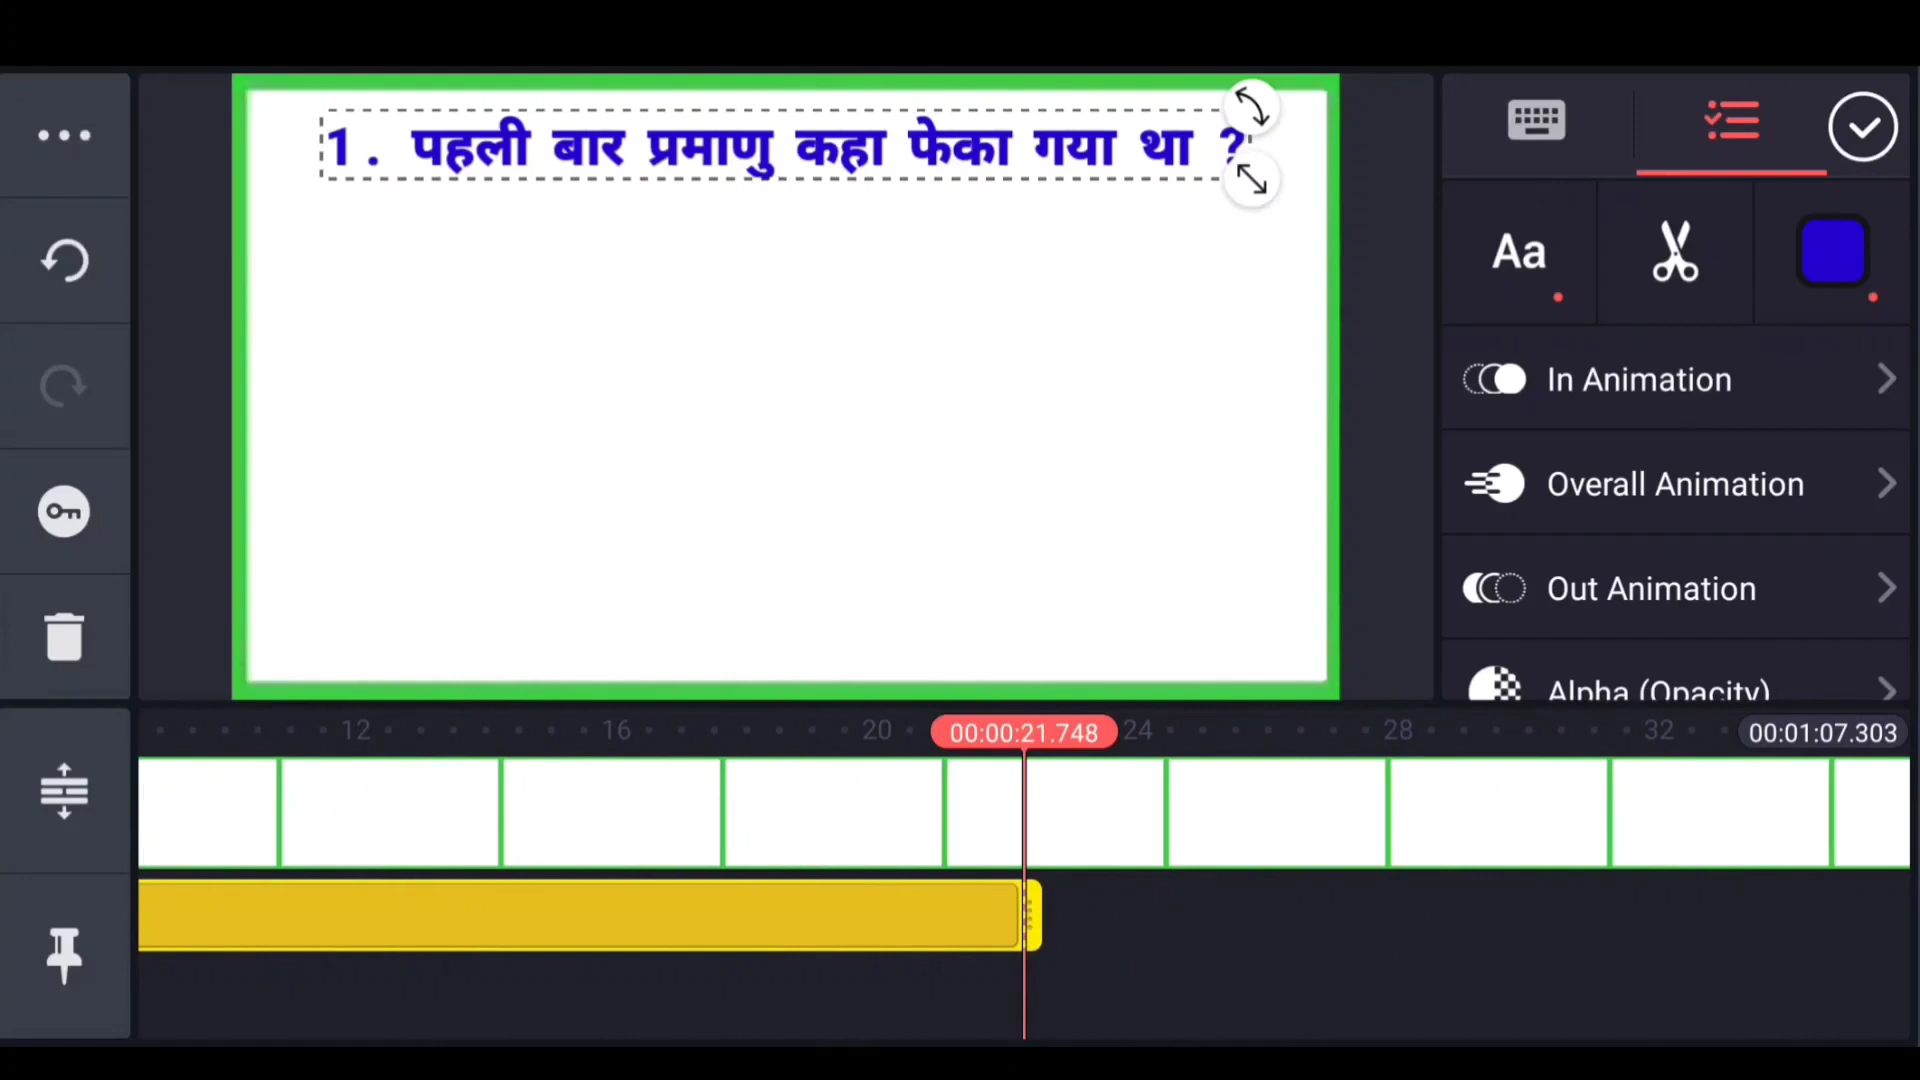 1. पहली बार प्रमाणु कहा फेका गया था ?
Aa
In Animation
Overall Animation
Out Animation
Alpha (Opacity)
12 16 20 00:00:21.748 24 28 32 00:01:07.303